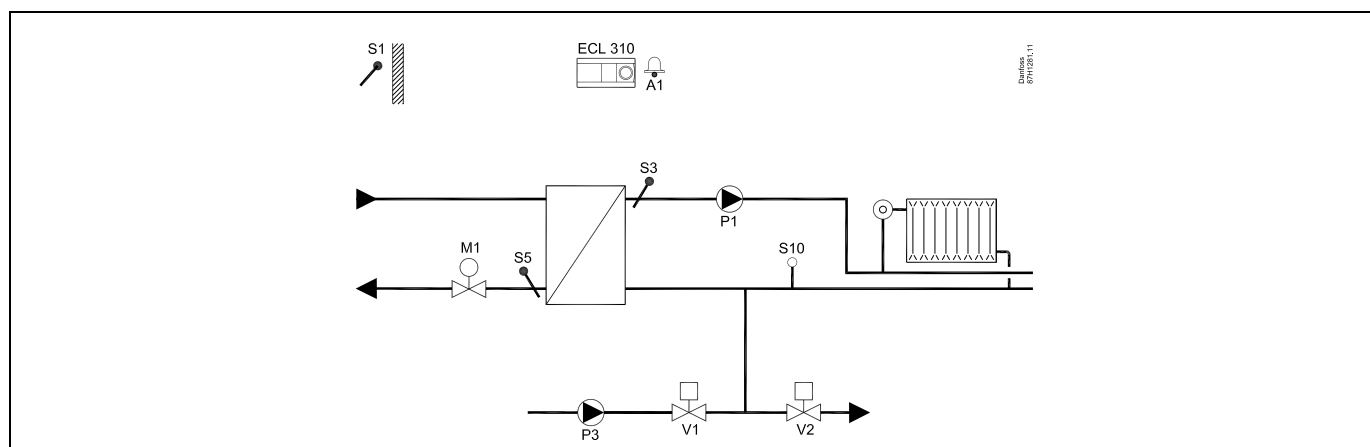 S1
ECL 310
A1
Danfoss
87H1281.11
S3
P1
S10
M1
S5
P3
V1
V2